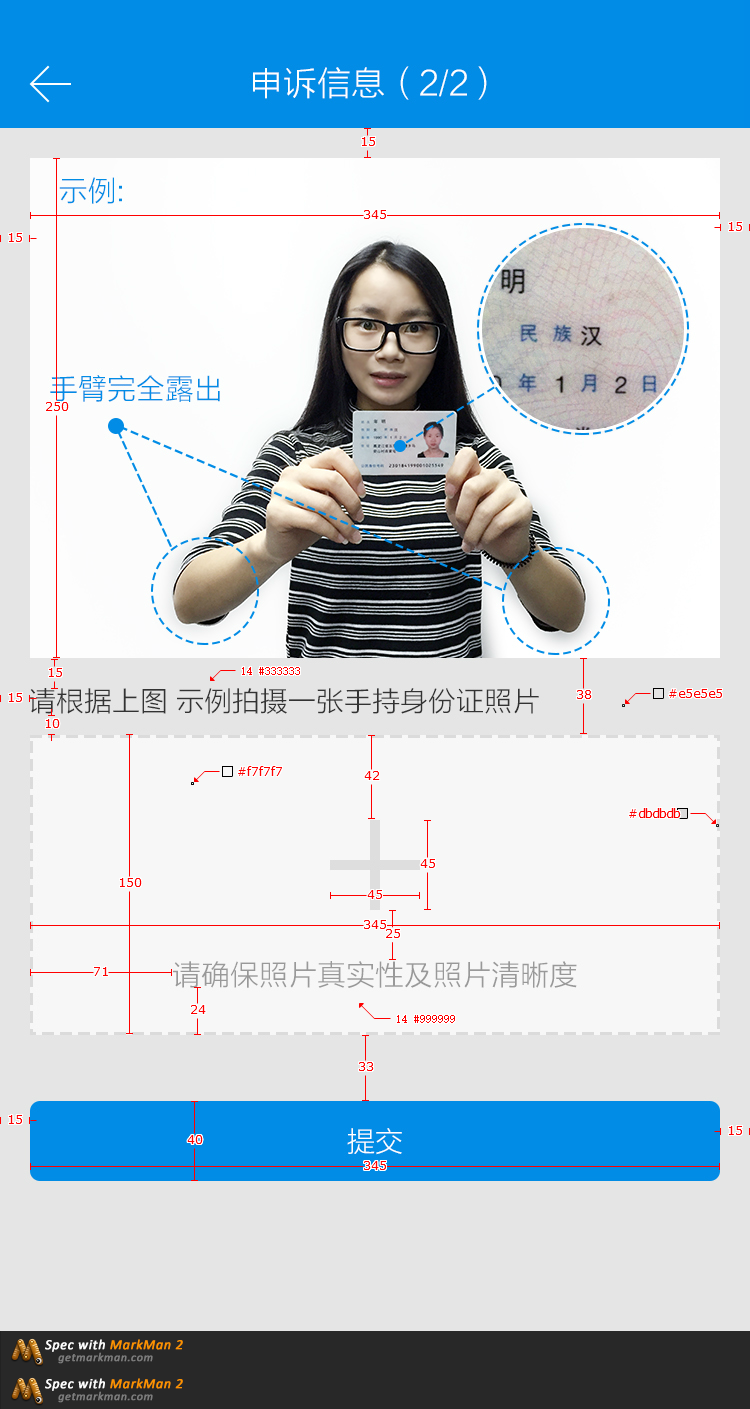 申诉信息（2/2）
15
示例:
345
15
15
明
民 族 汉
年 1 月 2 日
手臂完全露出
250
15
14 #333333
38
#e5e5e5
15
请根据上图 示例拍摄一张手持身份证照片
10
#f7f7f7
42
#dbdbdb
45
150
45
345
25
71
请确保照片真实性及照片清晰度
24
14 #999999
33
15
40
提交
15
345
Spec with MarkMan 2
getmarkman.com
Spec with MarkMan 2
getmarkman.com